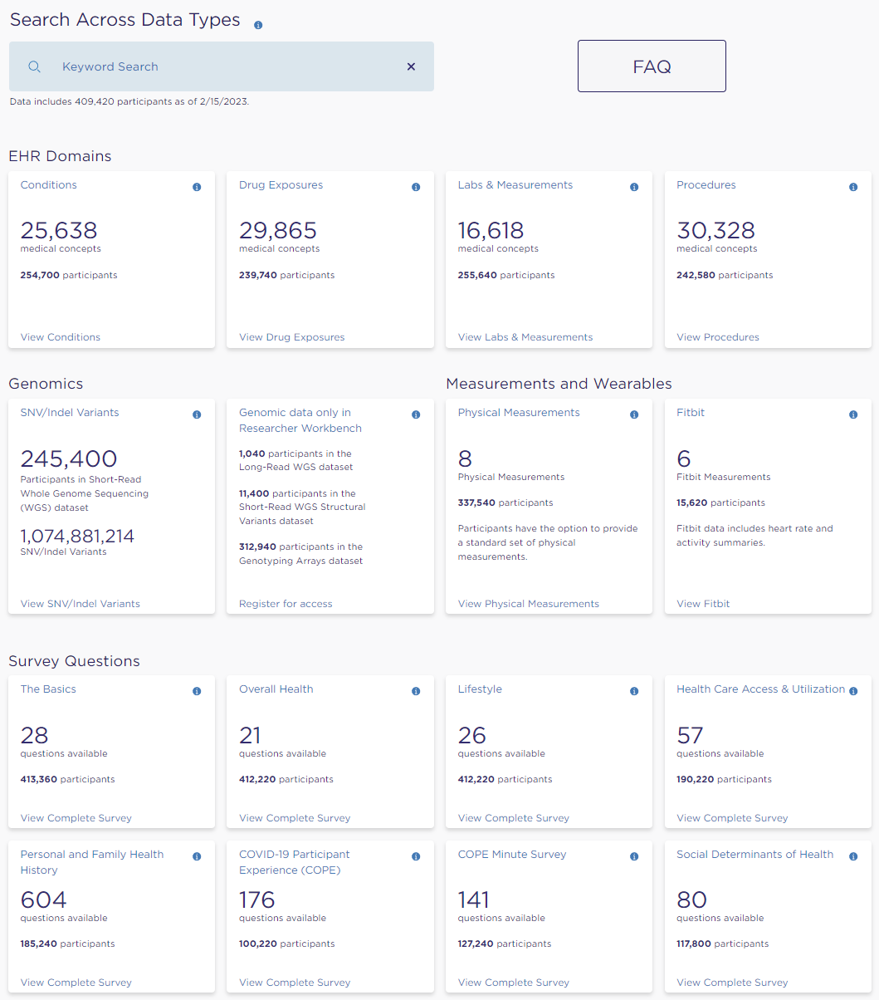 Search Across Data Types
Keyword Search
FAQ
Data includes 409,420 participants as of 2/15/2023.
EHR Domains
Conditions
25,638
medical concepts
254,700 participants
View Conditions
Drug Exposures
29,865
medical concepts
239,740 participants
View Drug Exposures
Labs & Measurements
16,618
medical concepts
255,640 participants
View Labs & Measurements
Procedures
30,328
medical concepts
242,580 participants
View Procedures
Genomics
SNV/Indel Variants
245,400
Participants in Short-Read
Whole Genome Sequencing
(WGS) dataset
1,074,881,214
SNV/Indel Variants
View SNV/Indel Variants
Genomic data only in
Researcher Workbench
1,040 participants in the
Long-Read WGS dataset
11,400 participants in the
Short-Read WGS Structural
Variants dataset
312,940 participants in the
Genotyping Arrays dataset
Register for access
Measurements and Wearables
Physical Measurements
8
Physical Measurements
337,540 participants
Participants have the option to provide
a standard set of physical
measurements.
View Physical Measurements
Fitbit
6
Fitbit Measurements
15,620 participants
Fitbit data includes heart rate and
activity summaries.
View Fitbit
Survey Questions
The Basics
28
questions available
413,360 participants
View Complete Survey
Overall Health
21
questions available
412,220 participants
View Complete Survey
Lifestyle
26
questions available
412,220 participants
View Complete Survey
Health Care Access & Utilization
57
questions available
190,220 participants
View Complete Survey
Personal and Family Health
History
604
questions available
185,240 participants
View Complete Survey
COVID-19 Participant
Experience (COPE)
176
questions available
100,220 participants
View Complete Survey
COPE Minute Survey
141
questions available
127,240 participants
View Complete Survey
Social Determinants of Health
80
questions available
117,800 participants
View Complete Survey